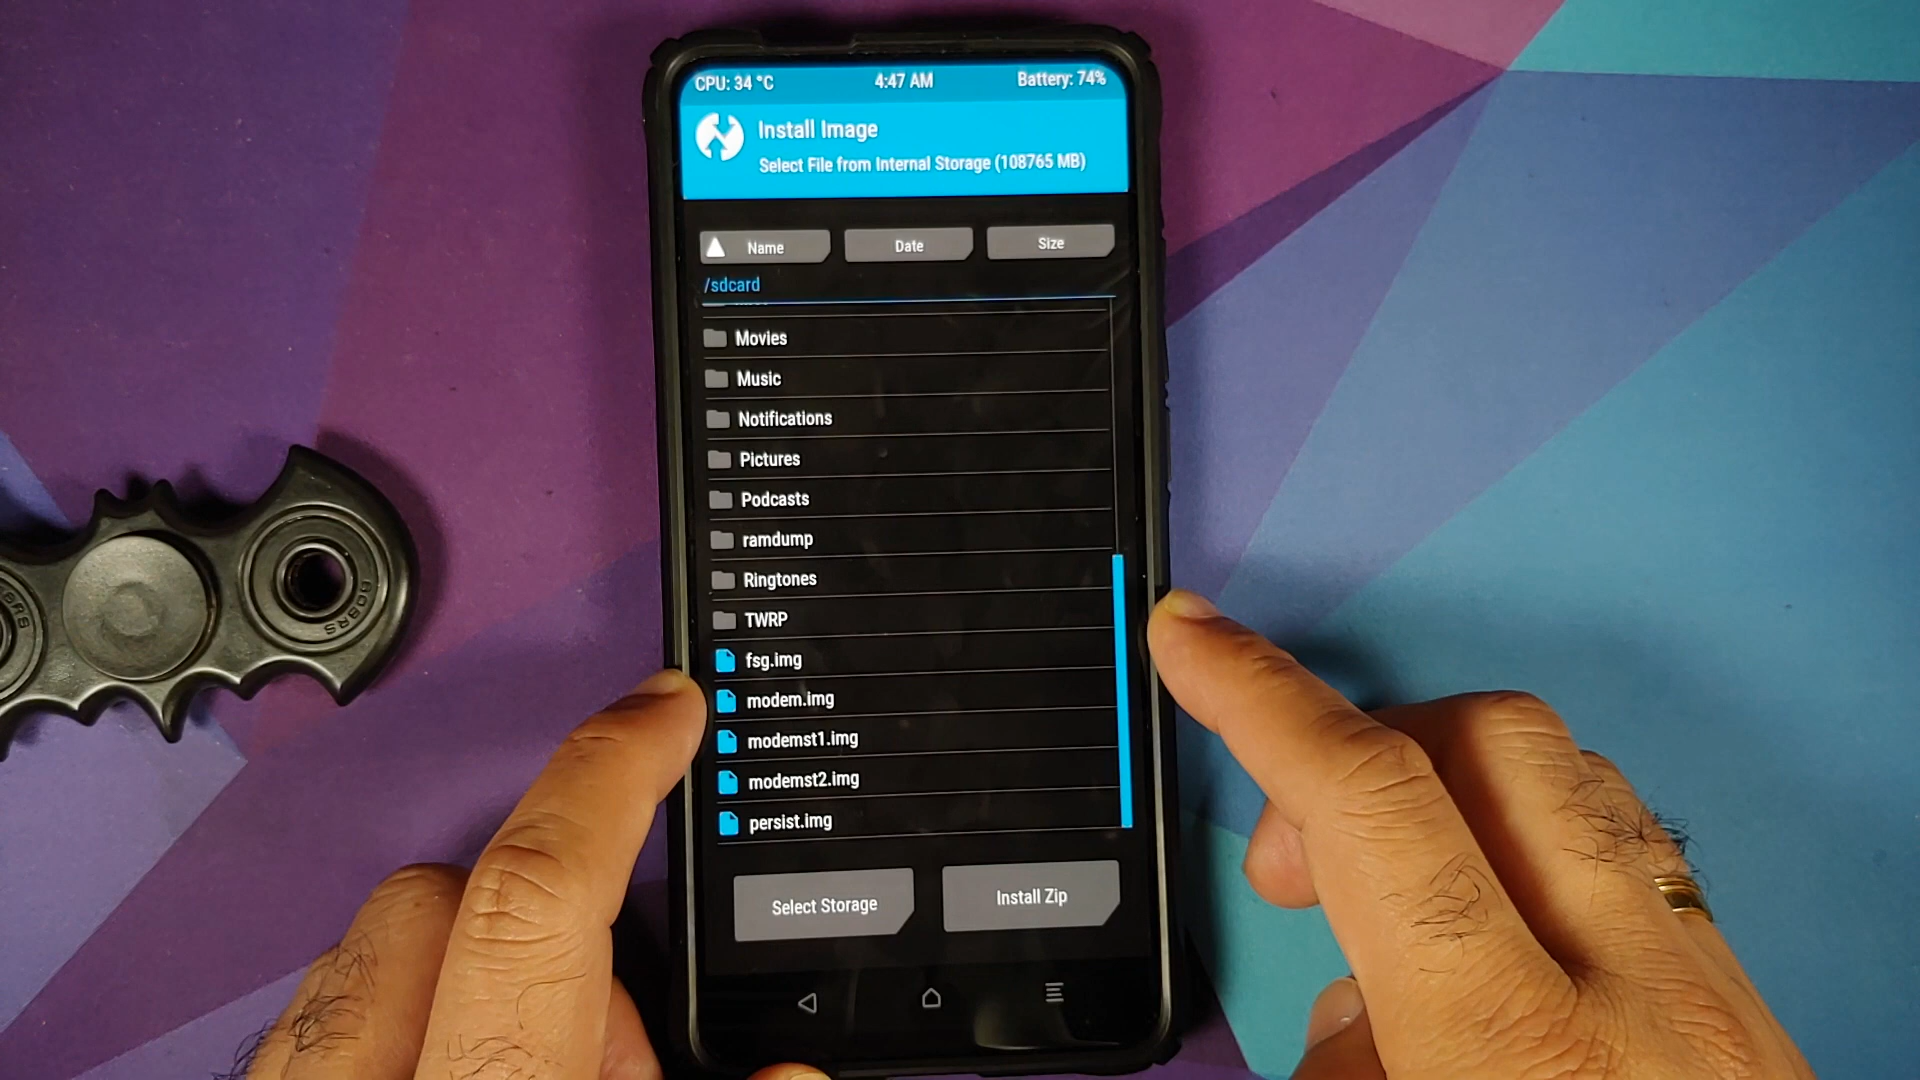 CPU: 34 °C 4:47 AM Battery: 74%
Install Image
Select File from Internal Storage (108765 MB)
Name Date Size
/sdcard
Movies
Music
Notifications
Pictures
Podcasts
ramdump
Ringtones
TWRP
fsg.img
modem.img
modemst1.img
modemst2.img
persist.img
Select Storage Install Zip
608RS